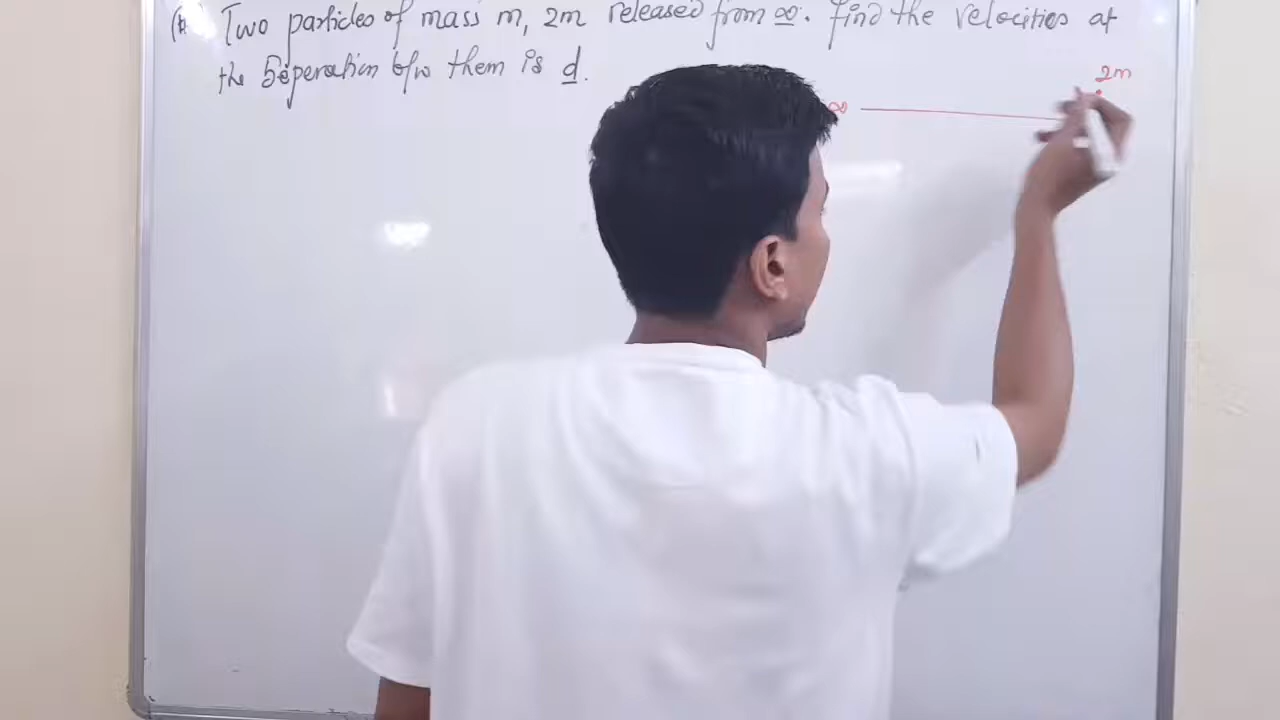 Two particles of mass m, 2m released from ∞. find the velocities at
the Seperation b/w them is d.
2m
∞